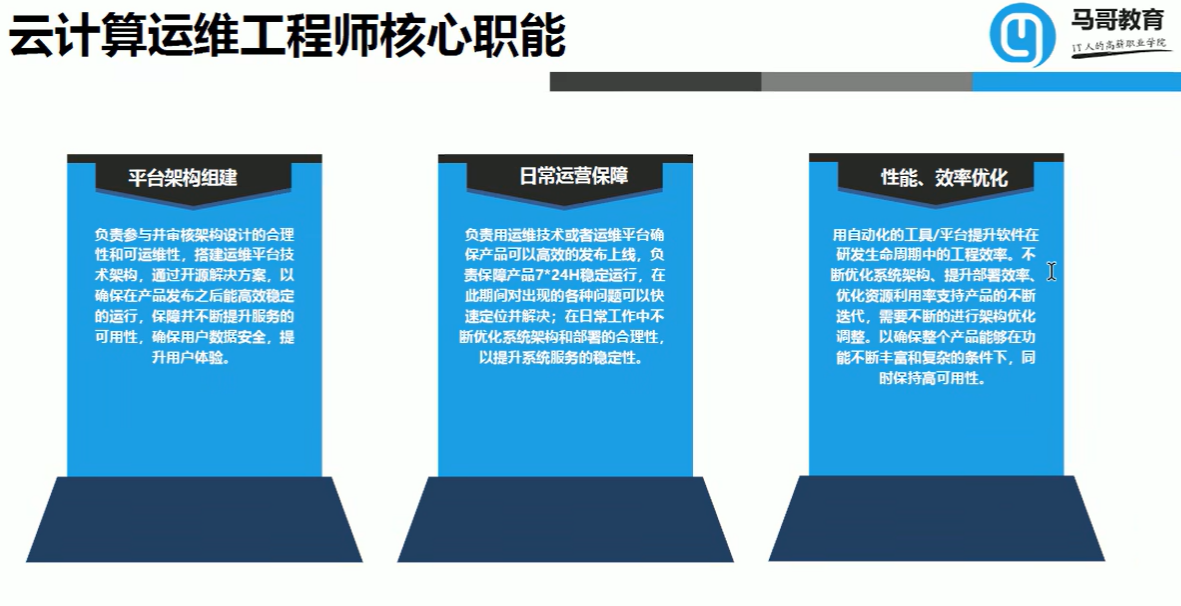 云计算运维工程师核心职能
马哥教育
IT人的高薪职业学院
平台架构组建
负责参与并审核架构设计的合理
性和可运维性，搭建运维平台技
术架构，通过开源解决方案，以
确保在产品发布之后能高效稳定
的运行，保障并不断提升服务的
可用性，确保用户数据安全，提
升用户体验。
日常运营保障
负责用运维技术或者运维平台确
保产品可以高效的发布上线，负
责保障产品7*24H稳定运行，在
此期间对出现的各种问题可以快
速定位并解决；在日常工作中不
断优化系统架构和部署的合理性，
以提升系统服务的稳定性。
性能、效率优化
用自动化的工具/平台提升软件在
研发生命周期中的工程效率。不
断优化系统架构、提升部署效率、
优化资源利用率支持产品的不断
迭代，需要不断的进行架构优化
调整。以确保整个产品能够在功
能不断丰富和复杂的条件下，同
时保持高可用性。